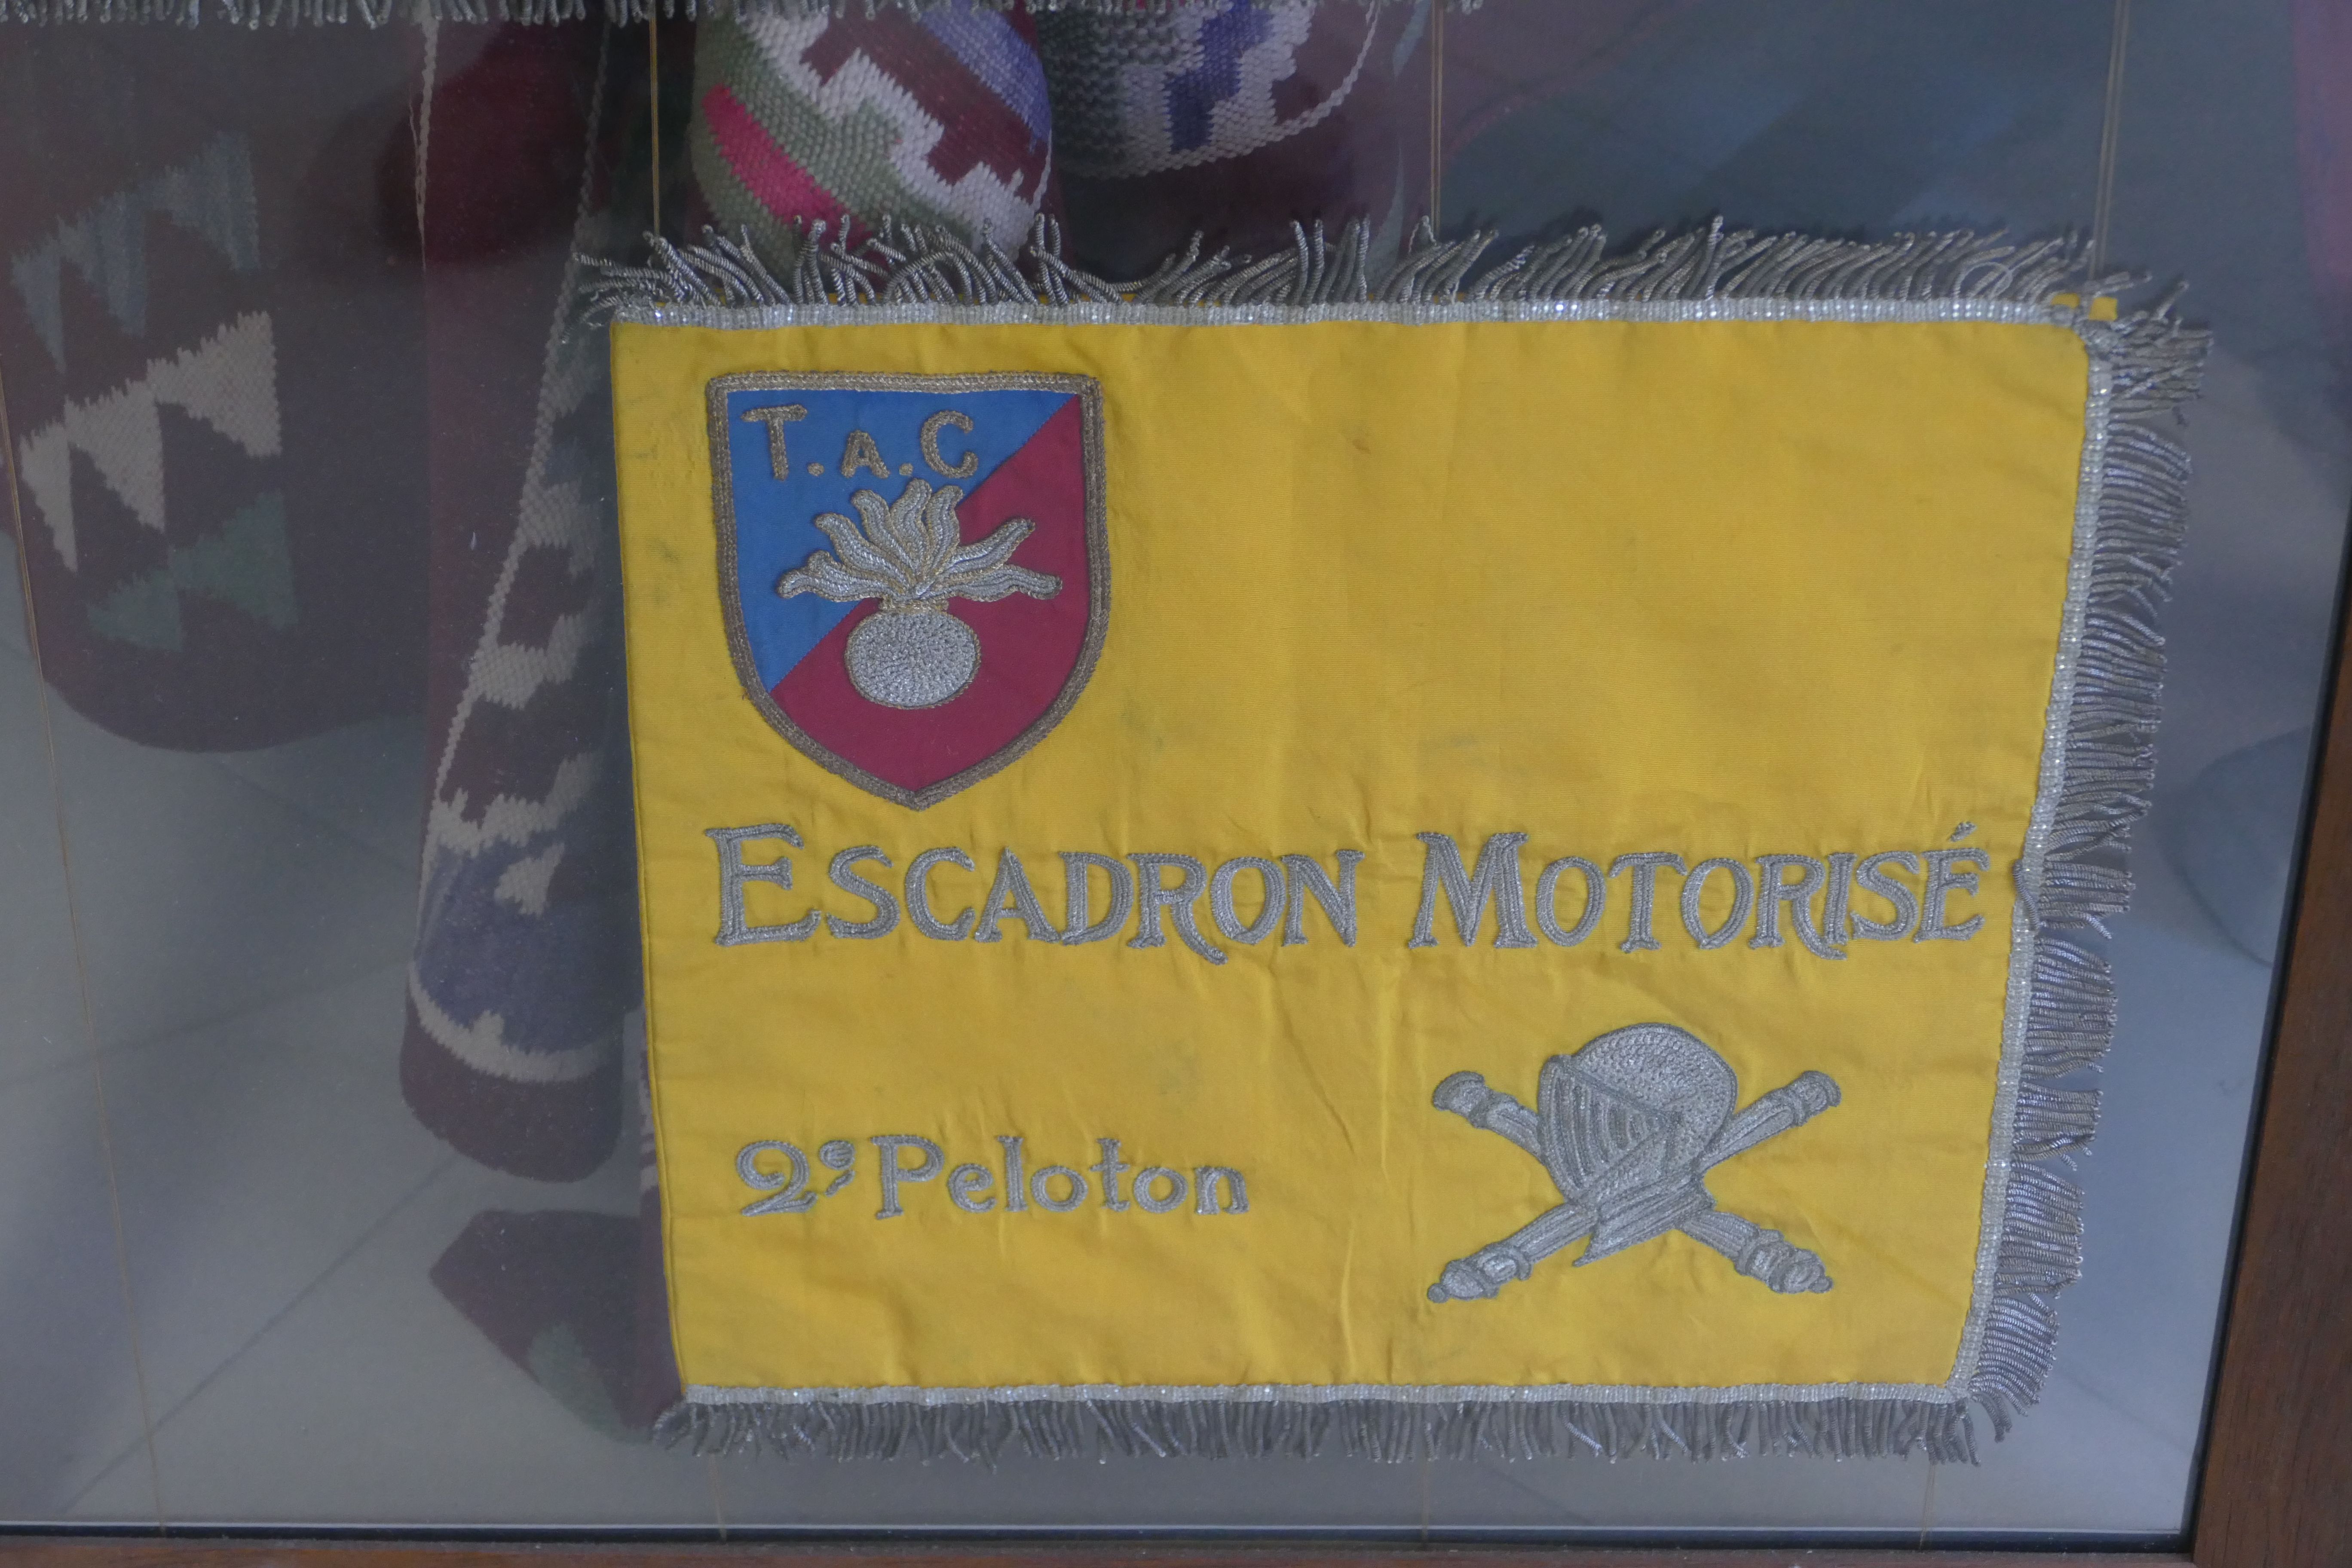 T.a.C
Escadron Motorisé
2e Peloton